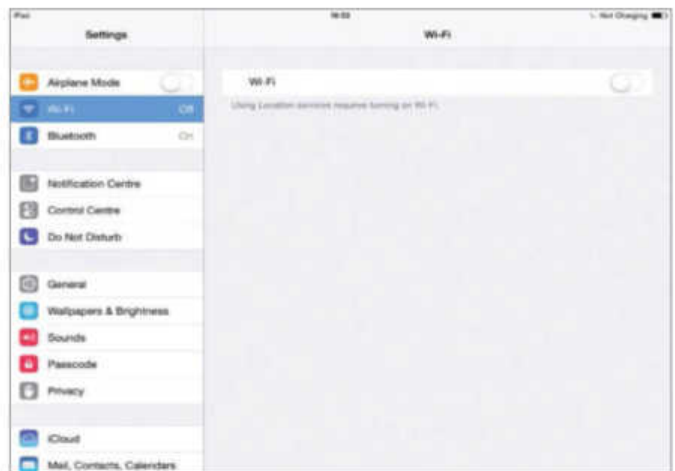 iPad
Not Charging
Settings
Wi-Fi
Airplane Mode
Wi-Fi Off
Bluetooth On
Notification Centre
Control Centre
Do Not Disturb
General
Wallpapers & Brightness
Sounds
Passcode
Privacy
iCloud
Mail, Contacts, Calendars
Wi-Fi
Using Location services requires turning on Wi-Fi.